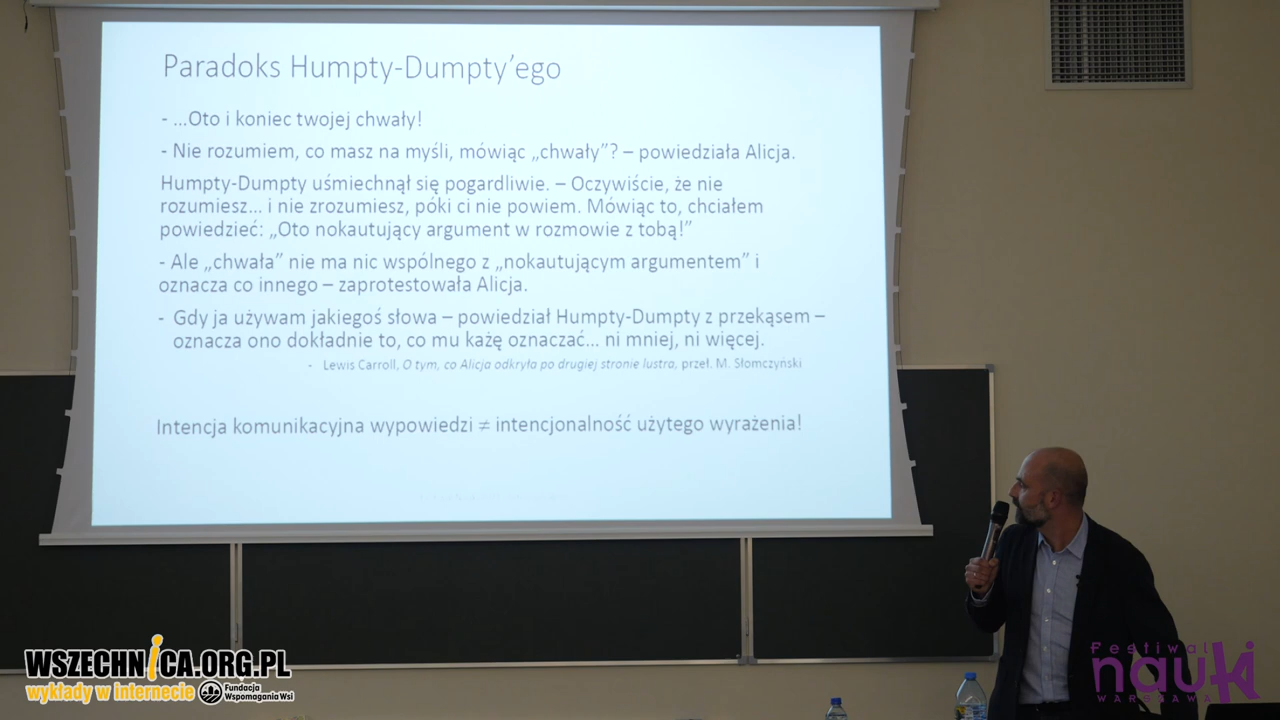 Paradoks Humpty-Dumpty’ego
- ...Oto i koniec twojej chwały!
- Nie rozumiem, co masz na myśli, mówiąc „chwały”? – powiedziała Alicja.
Humpty-Dumpty uśmiechnął się pogardliwie. – Oczywiście, że nie
rozumiesz... i nie zrozumiesz, póki ci nie powiem. Mówiąc to, chciałem
powiedzieć: „Oto nokautujący argument w rozmowie z tobą!”
- Ale „chwała” nie ma nic wspólnego z „nokautującym argumentem” i
oznacza co innego – zaprotestowała Alicja.
- Gdy ja używam jakiegoś słowa – powiedział Humpty-Dumpty z przekąsem –
oznacza ono dokładnie to, co mu każę oznaczać... ni mniej, ni więcej.
- Lewis Carroll, O tym, co Alicja odkryła po drugiej stronie lustra, przeł. M. Słomczyński
Intencja komunikacyjna wypowiedzi ≠ intencjonalność użytego wyrażenia!
WSZECHNICA.ORG.PL
wykłady w internecie
Fundacja
Wspomagania Wsi
Festiwal
nauki
WARSZAWA